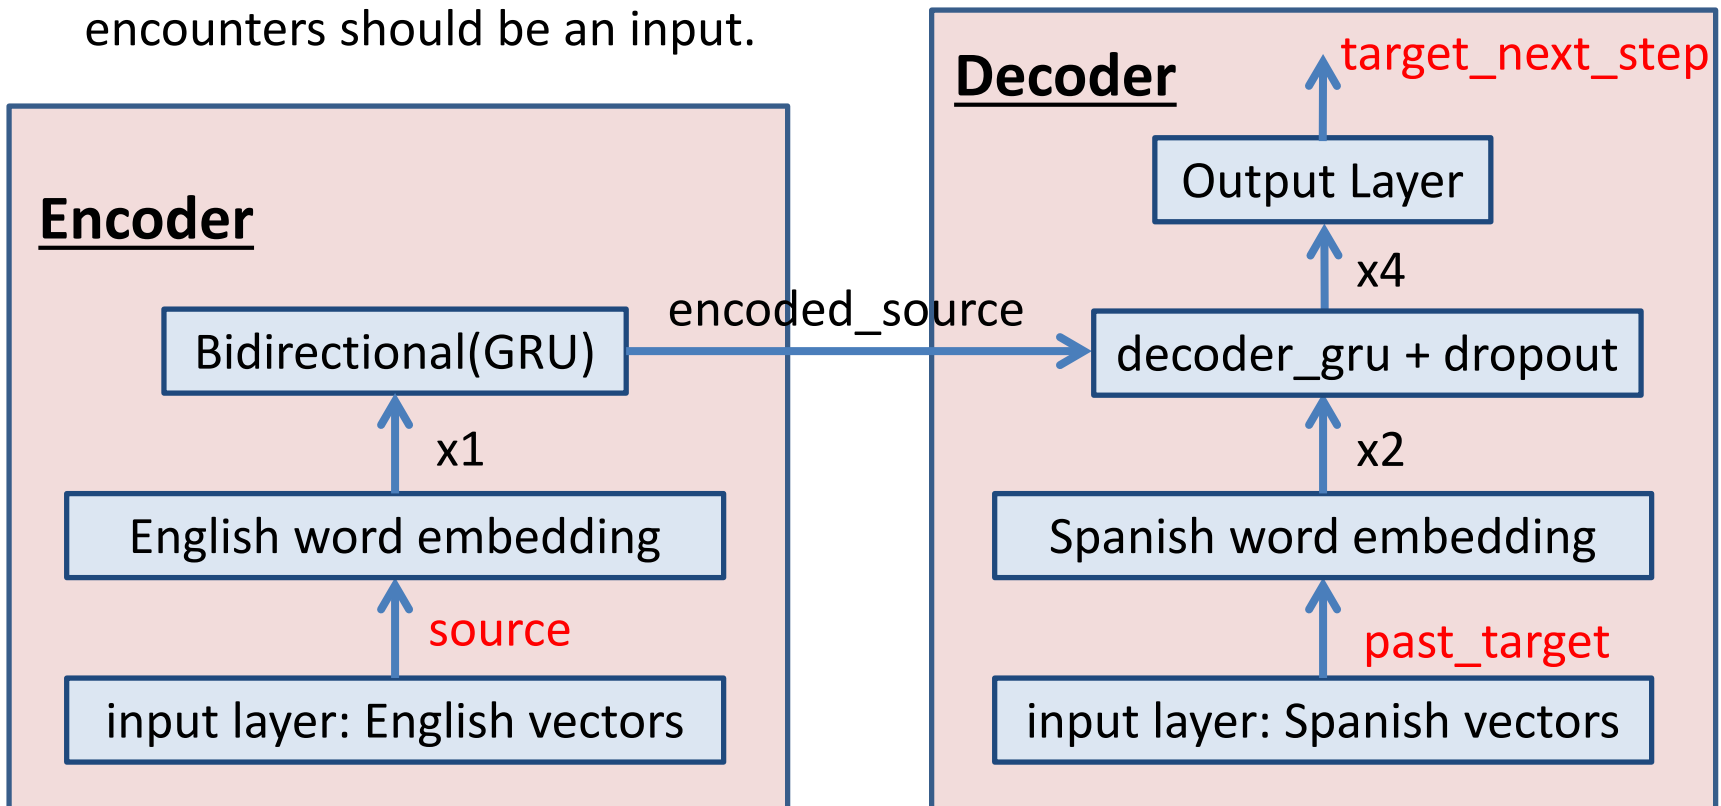 encounters should be an input.
Encoder
Bidirectional(GRU)
x1
English word embedding
source
input layer: English vectors
encoded_source
Decoder
target_next_step
Output Layer
x4
decoder_gru + dropout
x2
Spanish word embedding
past_target
input layer: Spanish vectors